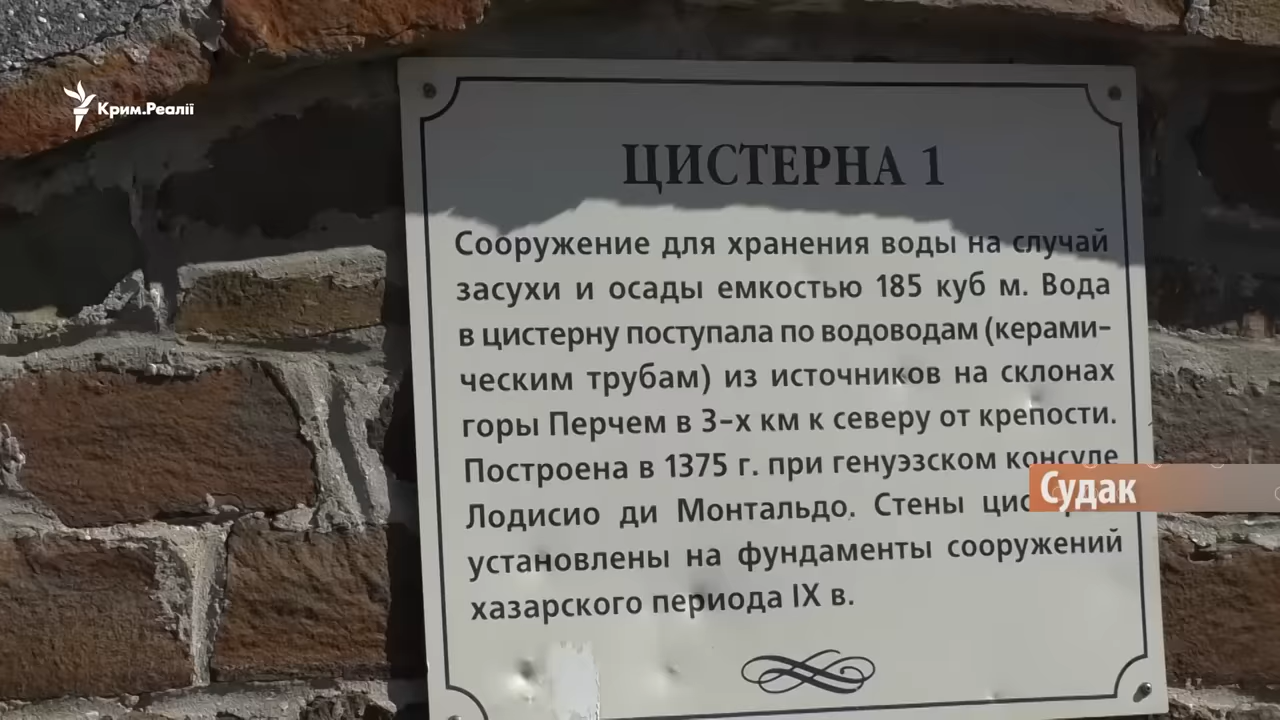 Крим.Реалії
ЦИСТЕРНА 1
Сооружение для хранения воды на случай
засухи и осады емкостью 185 куб м. Вода
в цистерну поступала по водоводам (керами-
ческим трубам) из источников на склонах
горы Перчем в 3-х км к северу от крепости.
Построена в 1375 г. при генуэзском консуле
Лодисио ди Монтальдо. Стены
установлены на фундаменты сооружений
хазарского периода IX в.
Судак